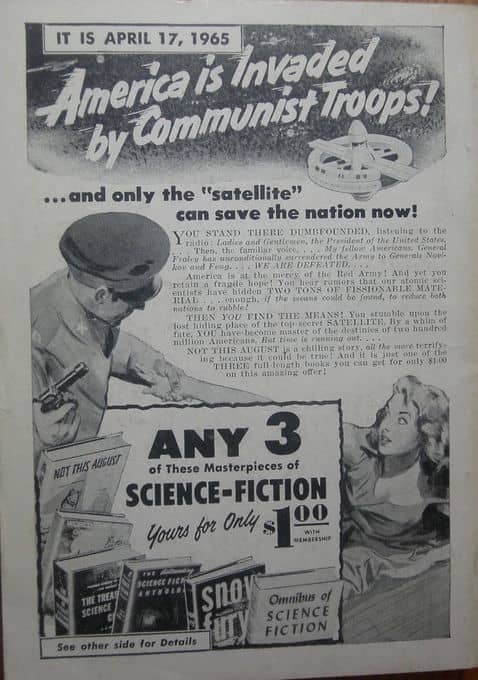 IT IS APRIL 17, 1965
America is Invaded
by Communist Troops!
...and only the "satellite"
can save the nation now!
YOU STAND THERE DUMBFOUNDED, listening to the
radio: Ladies and Gentlemen, the President of the United States.
. . . Then, the familiar voice. . . . My fellow Americans, General
Fraley has unconditionally surrendered the Army to Generals Novi-
kov and Feng. . . . WE ARE DEFEATED. . . .
America is at the mercy of the Red Army! And yet you
retain a fragile hope! You hear rumors that our atomic sci-
entists have hidden TWO TONS OF FISSIONABLE MATE-
RIAL . . . enough, if the means could be found, to reduce both
nations to rubble!
THEN YOU FIND THE MEANS! You stumble upon the
lost hiding place of the top-secret SATELLITE. By a whim of
fate, YOU have become master of the destinies of two hundred
million Americans. But time is running out. . . .
NOT THIS AUGUST is a chilling story, all the more terrify-
ing because it could be true! And it is just one of the
THREE full-length books you can get for only $1.00
on this amazing offer!
ANY 3
of These Masterpieces of
SCIENCE-FICTION
Yours for Only $1.00
WITH
MEMBERSHIP
NOT THIS AUGUST
THE TREAS
SCIENCE
THE Astounding
SCIENCE FICTI
ANTHOLO
snow
fury
Omnibus of
SCIENCE
FICTION
See other side for Details